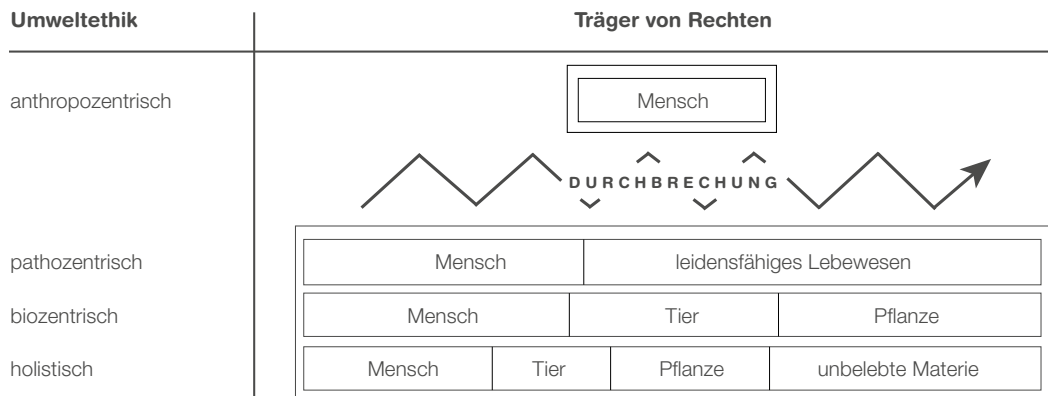 Umweltethik Träger von Rechten
anthropozentrisch Mensch
DURCHBRECHUNG
pathozentrisch Mensch leidensfähiges Lebewesen
biozentrisch Mensch Tier Pflanze
holistisch Mensch Tier Pflanze unbelebte Materie